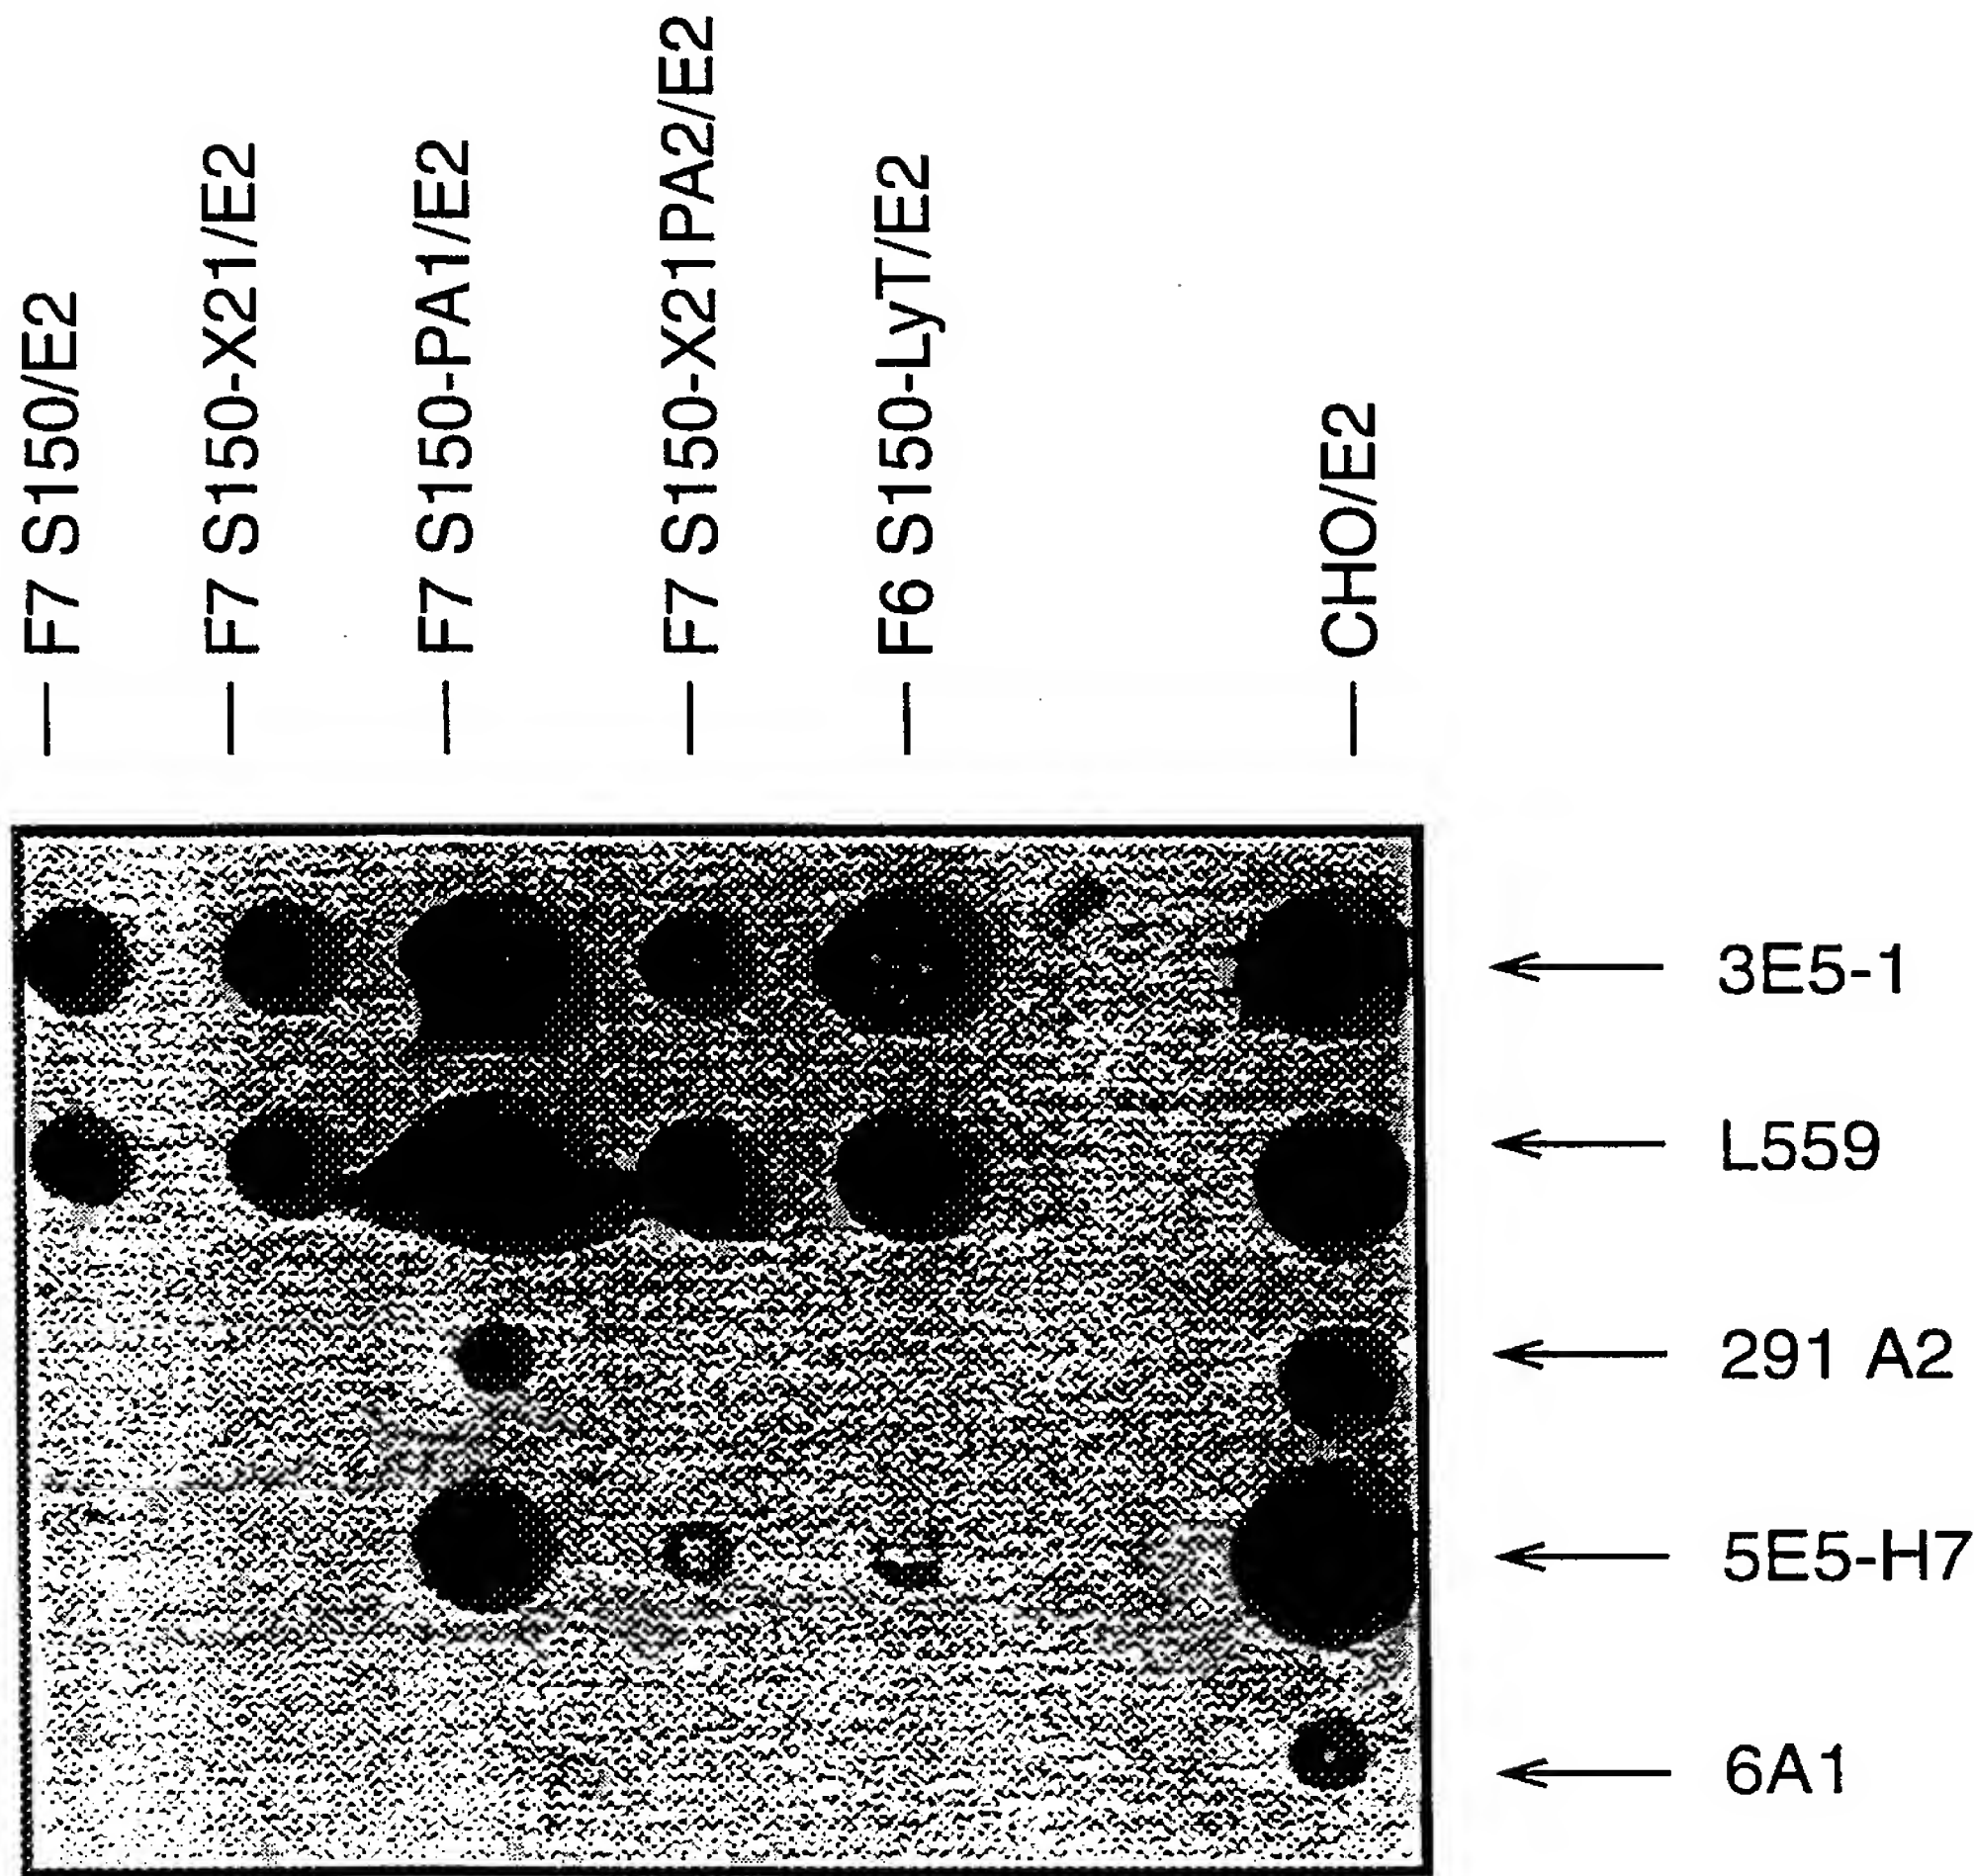 F7 S150/E2
F7 S150-X21/E2
F7 S150-PA1/E2
F7 S150-X21PA2/E2
F6 S150-LyT/E2
CHO/E2
3E5-1
L559
291 A2
5E5-H7
6A1